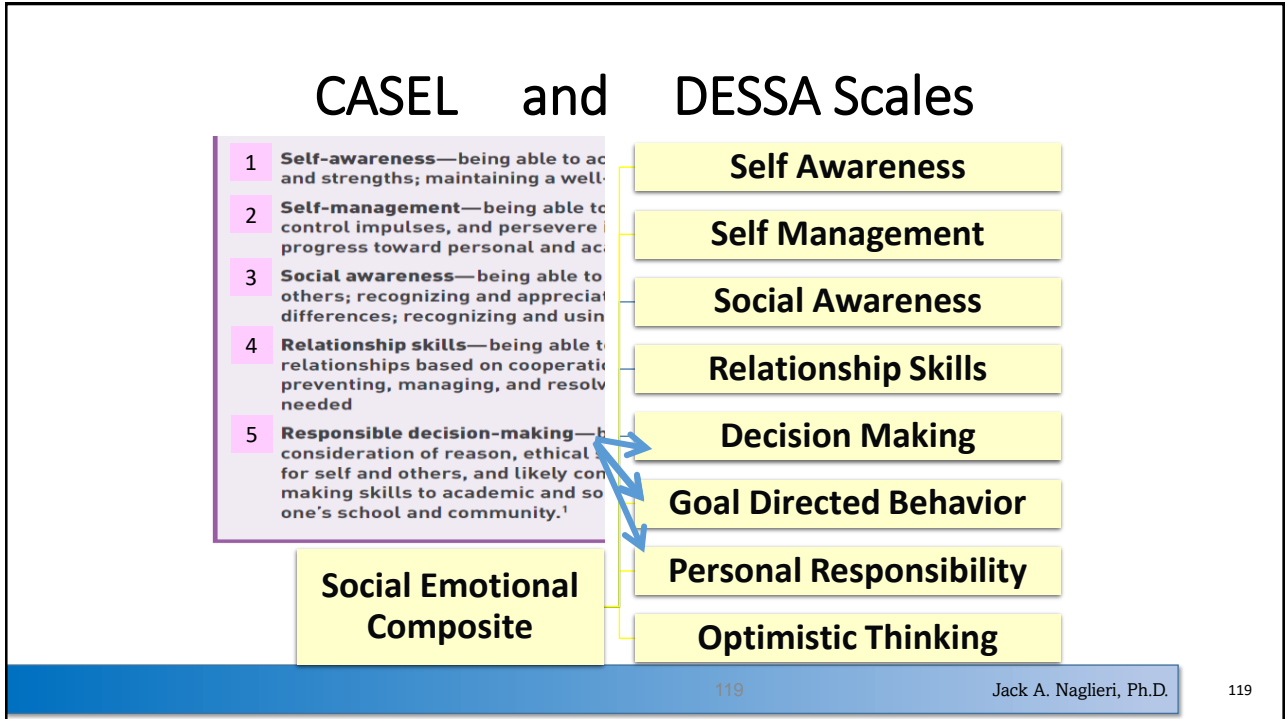 CASEL and DESSA Scales
1 Self-awareness—being able to ac
and strengths; maintaining a well-
2 Self-management—being able to
control impulses, and persevere
progress toward personal and aca
3 Social awareness—being able to
others; recognizing and appreciat
differences; recognizing and usin
4 Relationship skills—being able t
relationships based on cooperati
preventing, managing, and resolv
needed
5 Responsible decision-making—b
consideration of reason, ethical
for self and others, and likely con
making skills to academic and so
one's school and community.¹
Self Awareness
Self Management
Social Awareness
Relationship Skills
Decision Making
Goal Directed Behavior
Personal Responsibility
Optimistic Thinking
Social Emotional
Composite
119
Jack A. Naglieri, Ph.D.
119